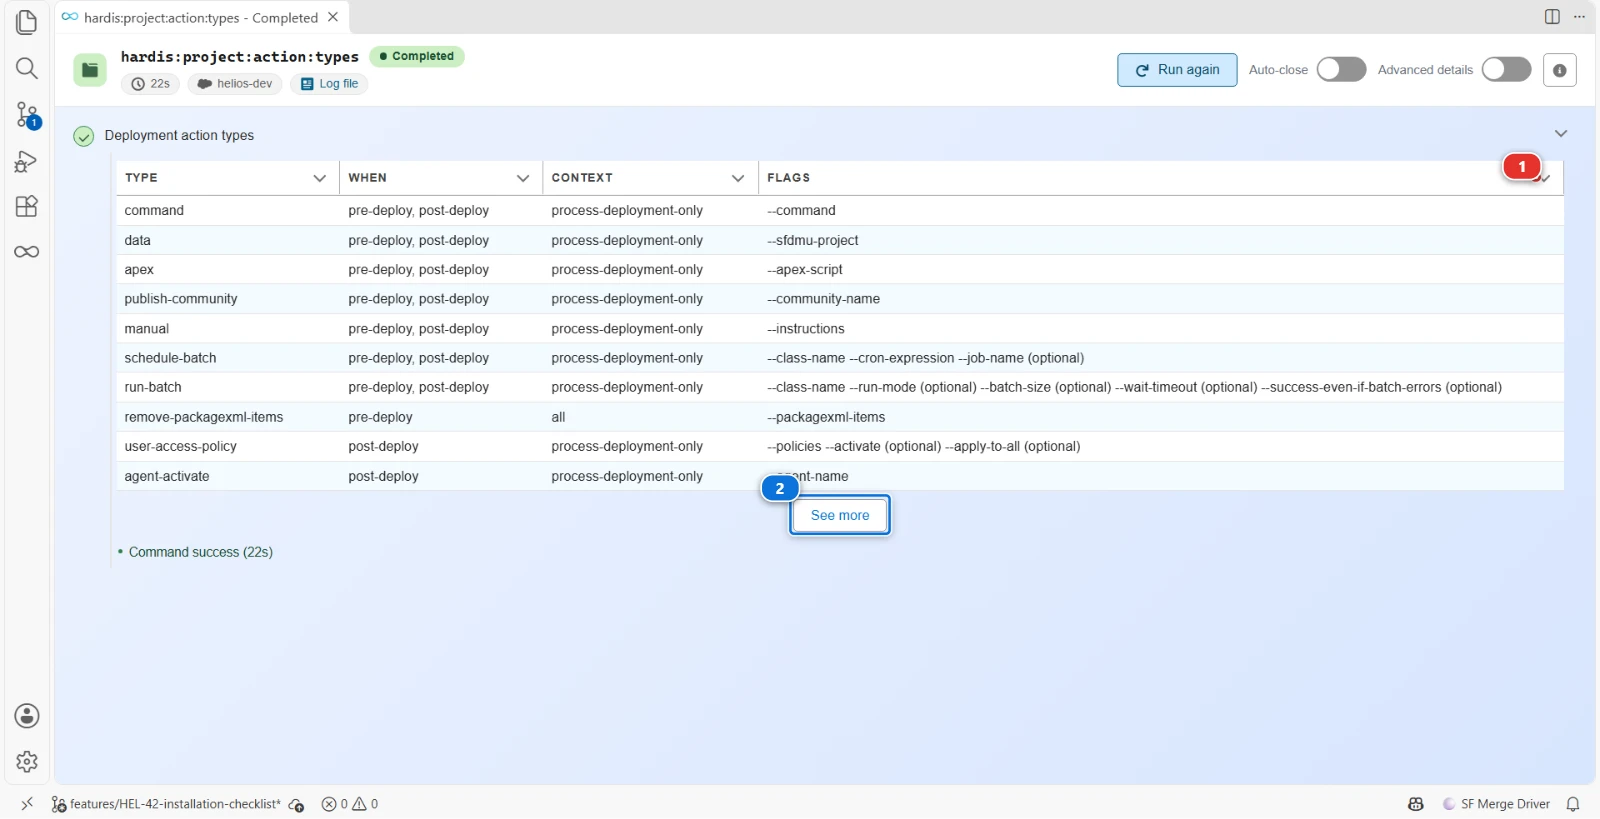 hardis:project:action:types - Completed
hardis:project:action:types
Completed
22s
helios-dev
Log file
Run again
Auto-close
Advanced details
Deployment action types
1
TYPE WHEN CONTEXT FLAGS
command pre-deploy, post-deploy process-deployment-only --command
data pre-deploy, post-deploy process-deployment-only --sfdmu-project
apex pre-deploy, post-deploy process-deployment-only --apex-script
publish-community pre-deploy, post-deploy process-deployment-only --community-name
manual pre-deploy, post-deploy process-deployment-only --instructions
schedule-batch pre-deploy, post-deploy process-deployment-only --class-name --cron-expression --job-name (optional)
run-batch pre-deploy, post-deploy process-deployment-only --class-name --run-mode (optional) --batch-size (optional) --wait-timeout (optional) --success-even-if-batch-errors (optional)
remove-packagexml-items pre-deploy all --packagexml-items
user-access-policy post-deploy process-deployment-only --policies --activate (optional) --apply-to-all (optional)
agent-activate post-deploy process-deployment-only
2
See more
• Command success (22s)
1
features/HEL-42-installation-checklist* 0 0
SF Merge Driver